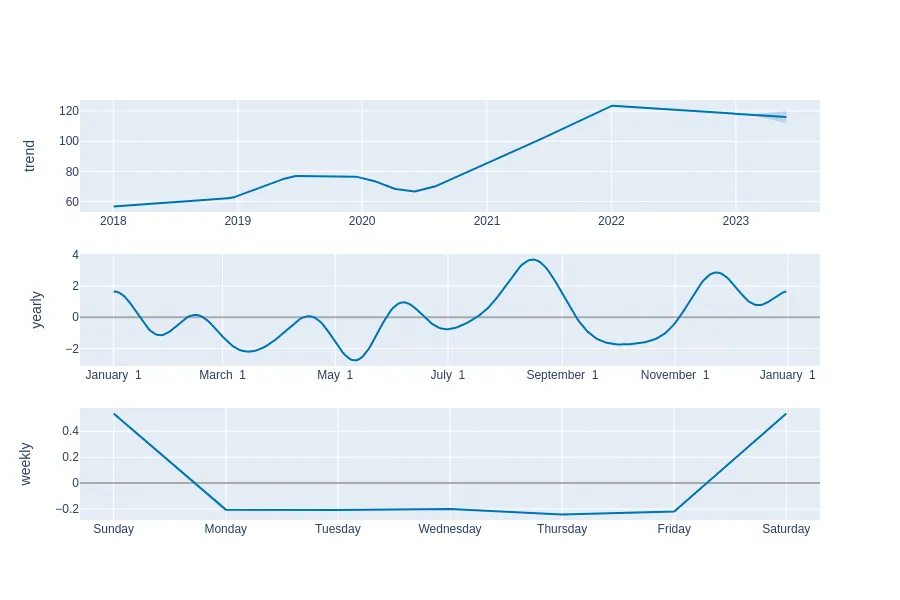 trend
120
100
80
60
2018 2019 2020 2021 2022 2023
yearly
4
2
0
−2
January 1 March 1 May 1 July 1 September 1 November 1 January 1
weekly
0.4
0.2
0
−0.2
Sunday Monday Tuesday Wednesday Thursday Friday Saturday